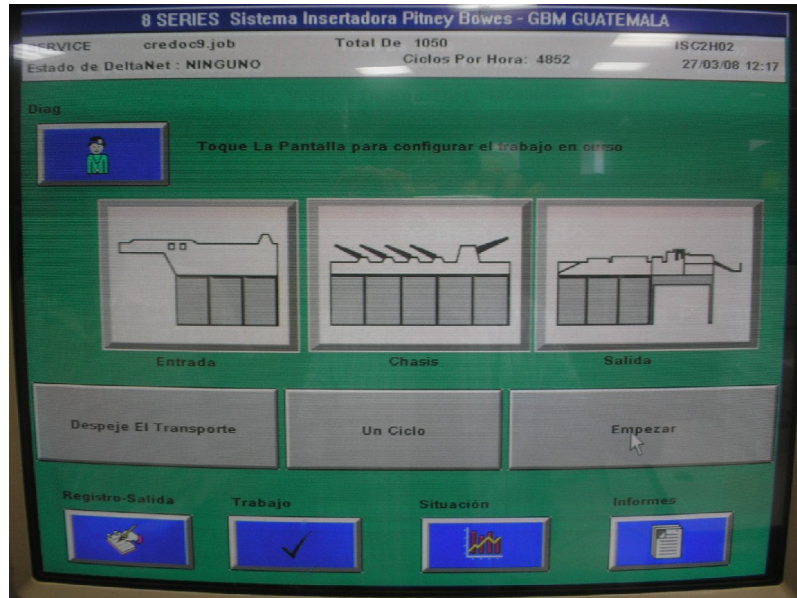 8 SERIES Sistema Insertadora Pitney Bowes - GBM GUATEMALA
SERVICE credoc9.job Total De 1050 ISC2H02
Estado de DeltaNet : NINGUNO Ciclos Por Hora: 4852 27/03/08 12:17
Diag
Toque La Pantalla para configurar el trabajo en curso
Entrada Chasis Salida
Despeje El Transporte Un Ciclo Empezar
Registro-Salida Trabajo Situación Informes